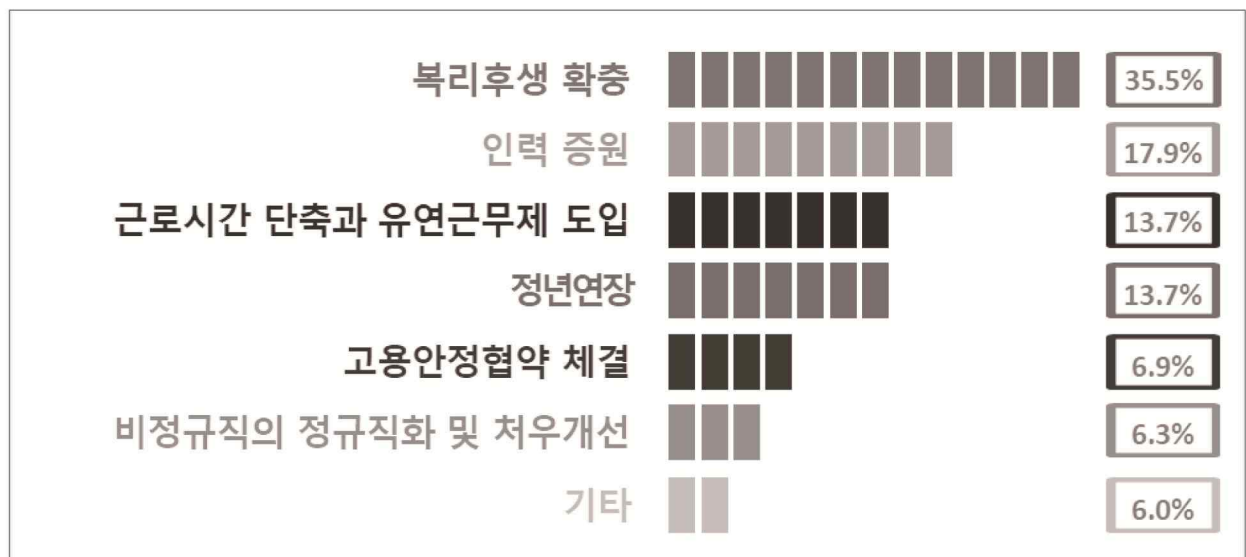 복리후생 확충 35.5%
인력 증원 17.9%
근로시간 단축과 유연근무제 도입 13.7%
정년연장 13.7%
고용안정협약 체결 6.9%
비정규직의 정규직화 및 처우개선 6.3%
기타 6.0%